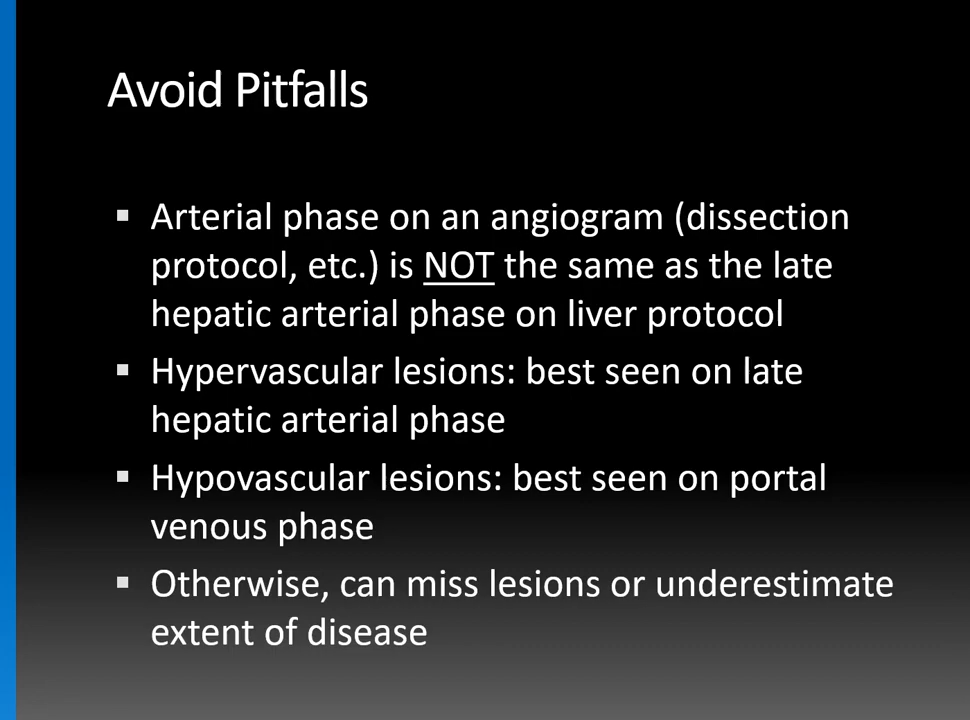 Avoid Pitfalls
▪ Arterial phase on an angiogram (dissection
protocol, etc.) is NOT the same as the late
hepatic arterial phase on liver protocol
▪ Hypervascular lesions: best seen on late
hepatic arterial phase
▪ Hypovascular lesions: best seen on portal
venous phase
▪ Otherwise, can miss lesions or underestimate
extent of disease